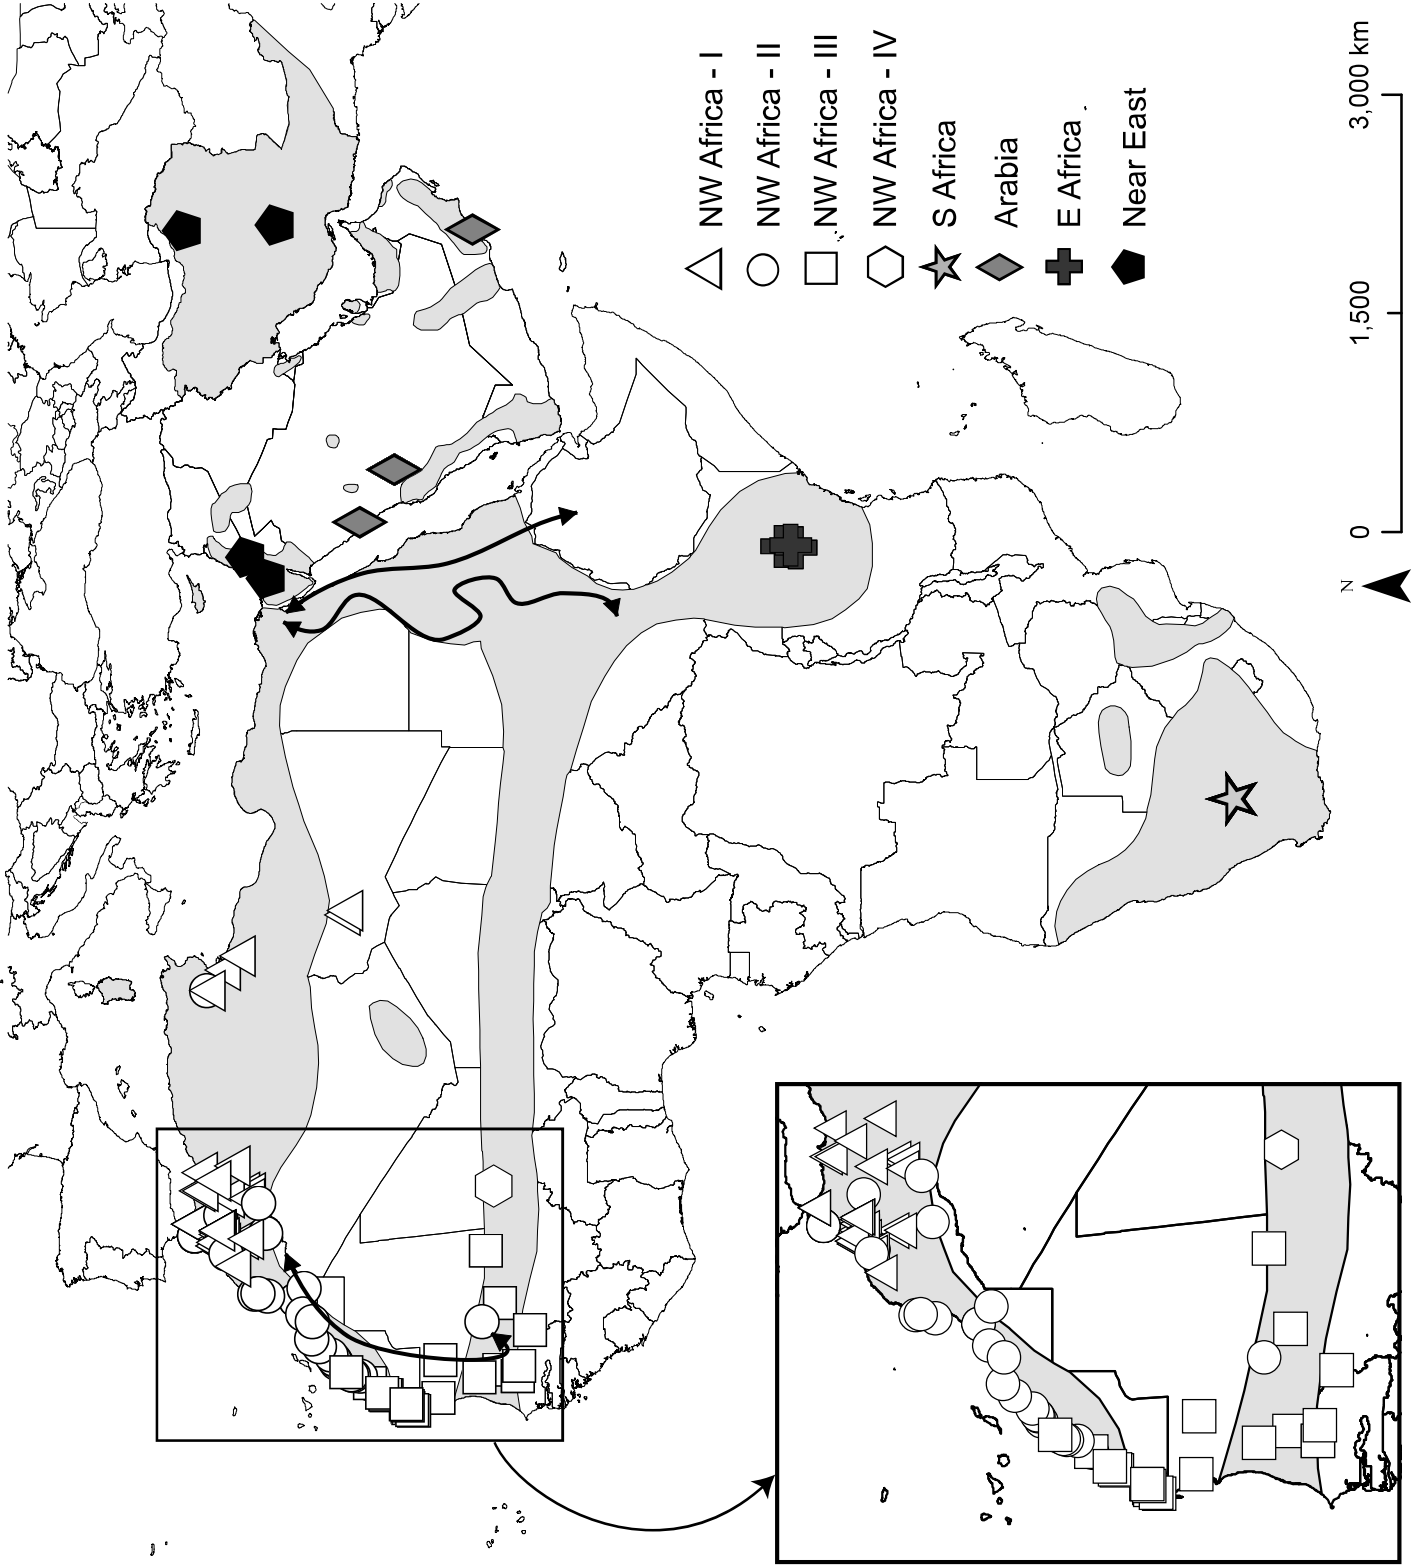 NW Africa - I
NW Africa - II
NW Africa - III
NW Africa - IV
S Africa
Arabia
E Africa
Near East
N
0 1,500 3,000 km